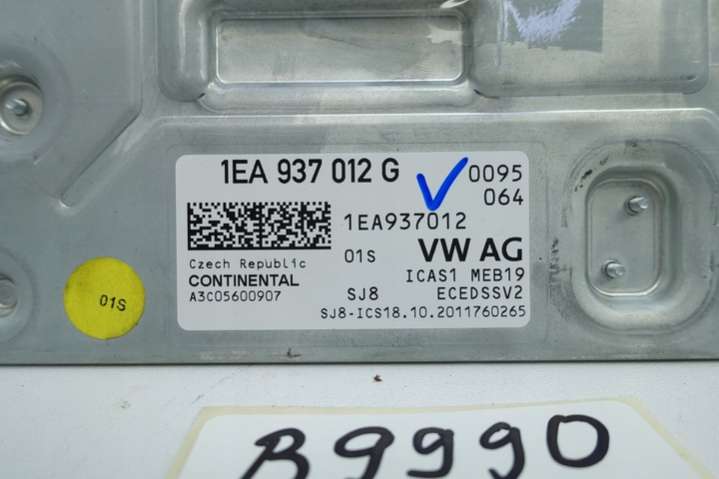 1EA 937 012 G
0095
064
1EA937012
01S
VW AG
Czech Republic
CONTINENTAL
A3C05600907
ICAS1 MEB19
SJ8
ECEDSSV2
SJ8-ICS18.10.2011760265
01S
B9990